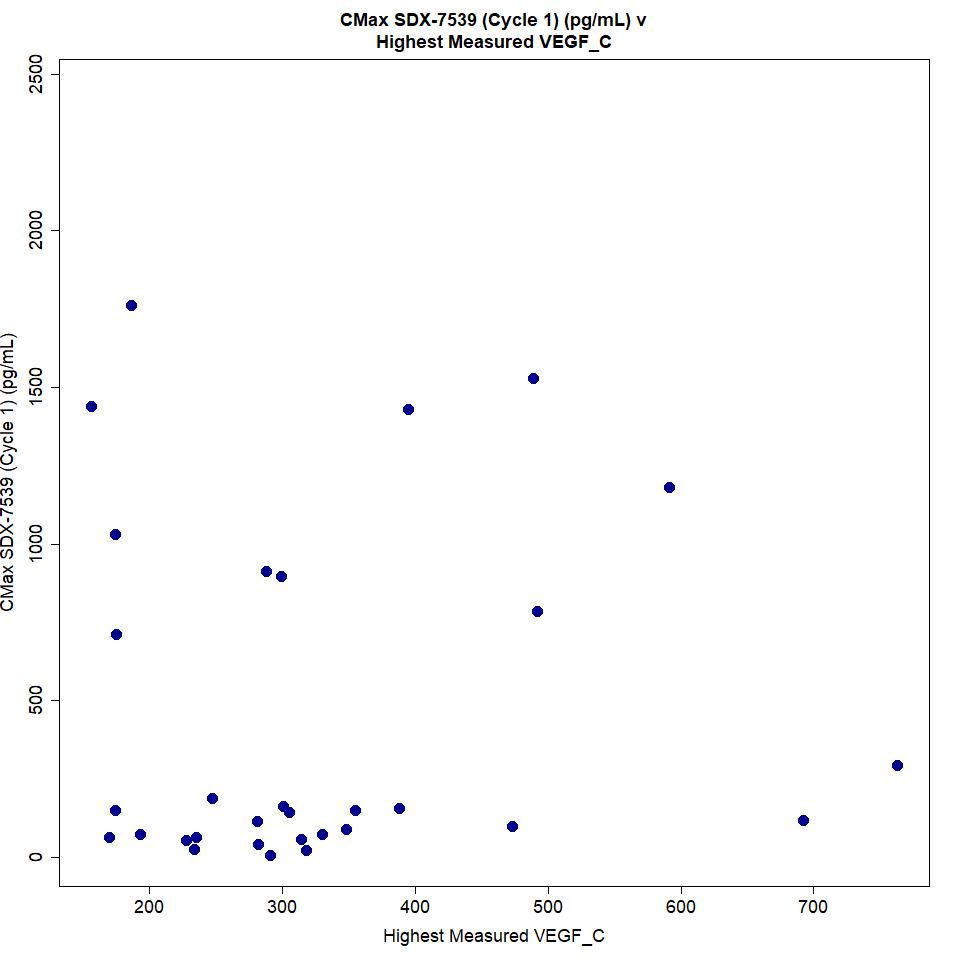 CMax SDX-7539 (Cycle 1) (pg/mL) v
Highest Measured VEGF_C
2500
2000
1500
1000
500
0
CMax SDX-7539 (Cycle 1) (pg/mL)
200 300 400 500 600 700
Highest Measured VEGF_C